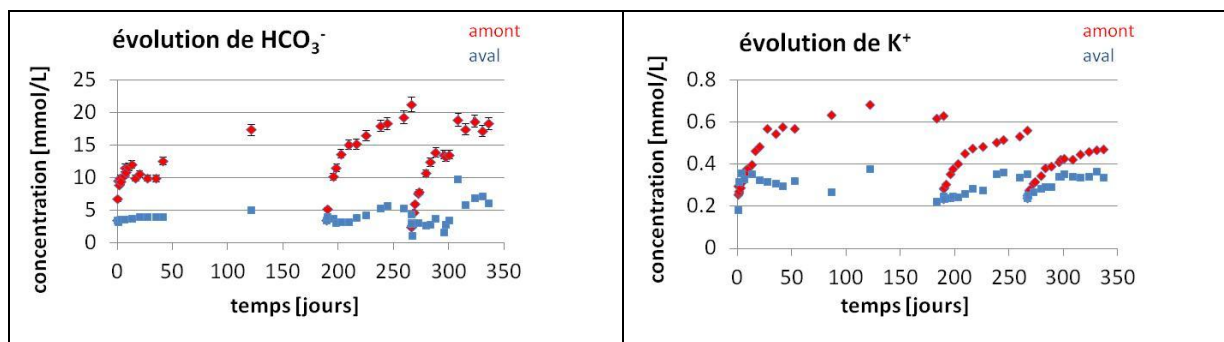 évolution de HCO₃⁻
amont
aval
concentration [mmol/L]
25
20
15
10
5
0
0 50 100 150 200 250 300 350
temps [jours]
évolution de K⁺
amont
aval
concentration [mmol/L]
0.8
0.6
0.4
0.2
0
0 50 100 150 200 250 300 350
temps [jours]